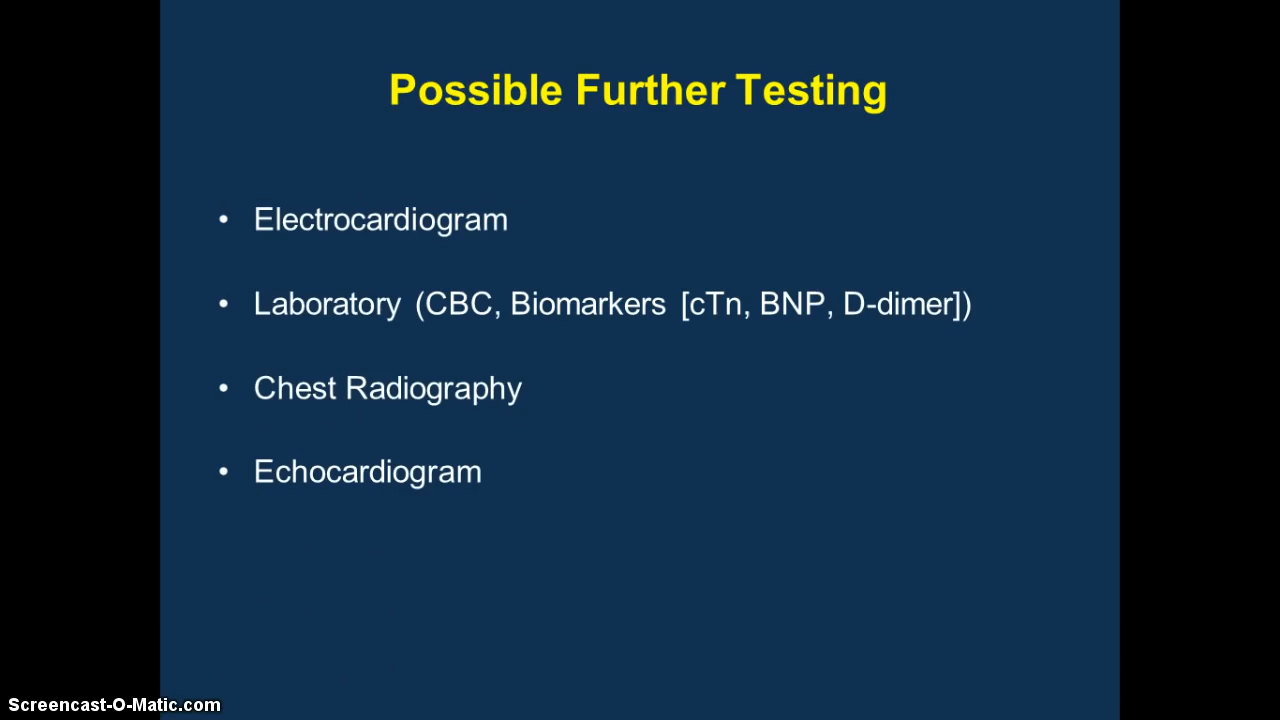 Possible Further Testing
• Electrocardiogram
• Laboratory (CBC, Biomarkers [cTn, BNP, D-dimer])
• Chest Radiography
• Echocardiogram
Screencast-O-Matic.com